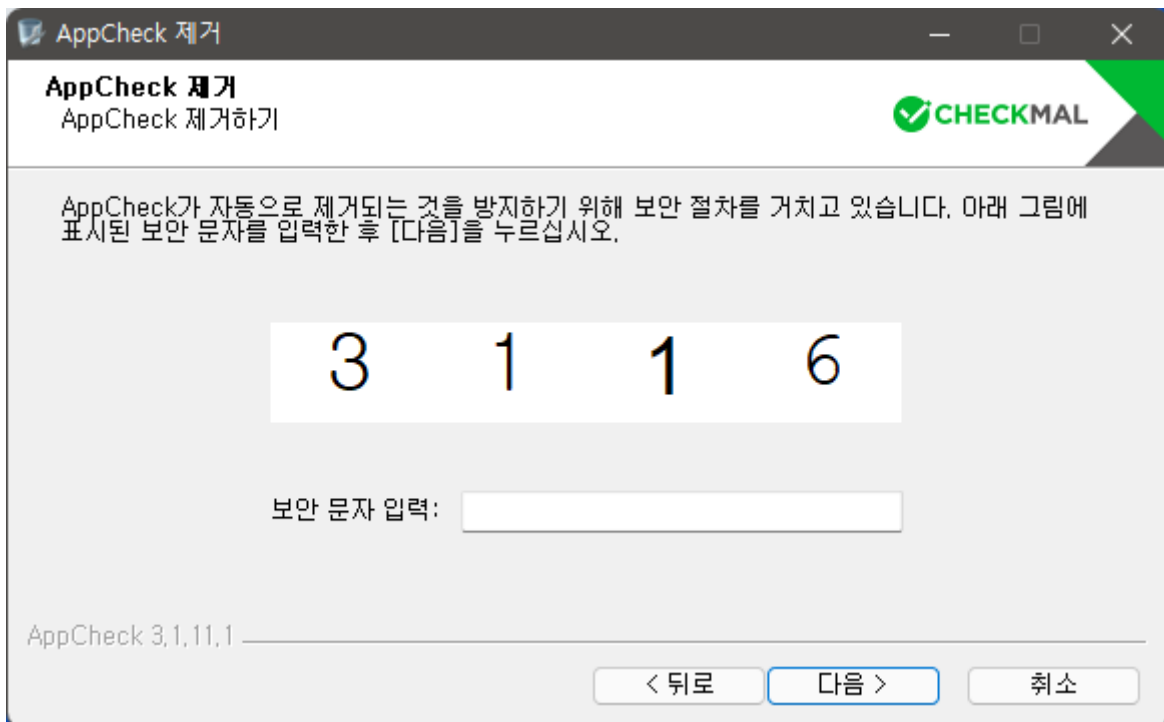 AppCheck 제거
AppCheck 제거
AppCheck 제거하기
CHECKMAL
AppCheck가 자동으로 제거되는 것을 방지하기 위해 보안 절차를 거치고 있습니다. 아래 그림에
표시된 보안 문자를 입력한 후 [다음]을 누르십시오.
3 1 1 6
보안 문자 입력:
AppCheck 3.1.11.1
< 뒤로 다음 > 취소